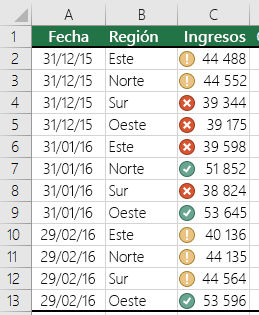 A B C
1 Fecha Región Ingresos
2 31/12/15 Este ! 44 488
3 31/12/15 Norte ! 44 552
4 31/12/15 Sur 39 344
5 31/12/15 Oeste 39 175
6 31/01/16 Este 39 598
7 31/01/16 Norte 51 852
8 31/01/16 Sur 38 824
9 31/01/16 Oeste 53 645
10 29/02/16 Este ! 40 136
11 29/02/16 Norte ! 44 135
12 29/02/16 Sur ! 44 564
13 29/02/16 Oeste 53 596